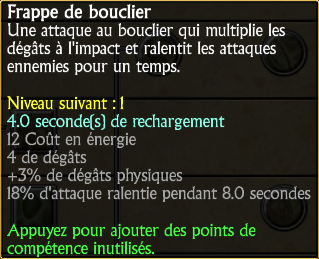 Frappe de bouclier
Une attaque au bouclier qui multiplie les
dégâts à l'impact et ralentit les attaques
ennemies pour un temps.
Niveau suivant : 1
4.0 seconde(s) de rechargement
12 Coût en énergie
4 de dégâts
+3% de dégâts physiques
18% d'attaque ralentie pendant 8.0 secondes
Appuyez pour ajouter des points de
compétence inutilisés.